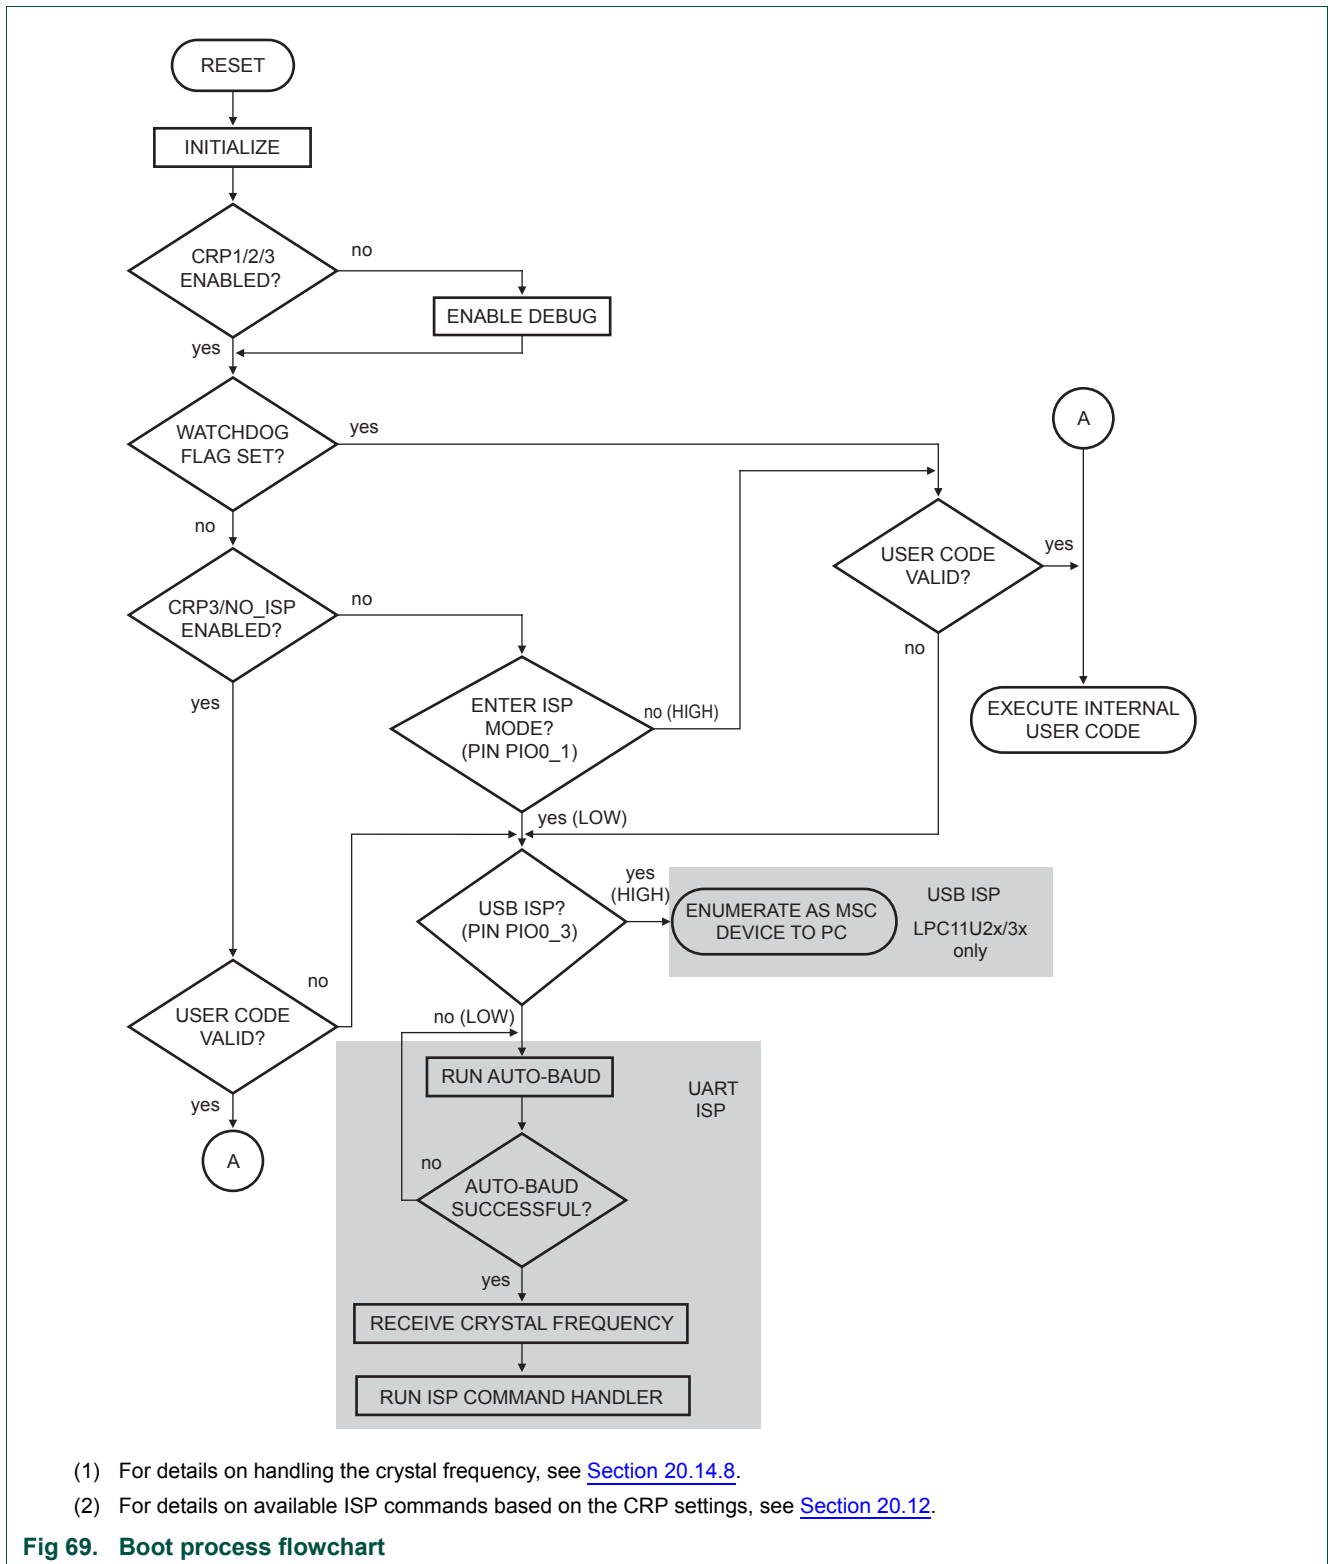 RESET
INITIALIZE
CRP1/2/3
ENABLED?
no
ENABLE DEBUG
yes
WATCHDOG
FLAG SET?
yes
A
no
USER CODE
VALID?
yes
no
CRP3/NO_ISP
ENABLED?
no
yes
ENTER ISP
MODE?
(PIN PIO0_1)
no (HIGH)
EXECUTE INTERNAL
USER CODE
yes (LOW)
USB ISP?
(PIN PIO0_3)
yes
(HIGH)
ENUMERATE AS MSC
DEVICE TO PC
USB ISP
LPC11U2x/3x
only
no
USER CODE
VALID?
no (LOW)
RUN AUTO-BAUD
UART
ISP
yes
A
no
AUTO-BAUD
SUCCESSFUL?
yes
RECEIVE CRYSTAL FREQUENCY
RUN ISP COMMAND HANDLER
(1) For details on handling the crystal frequency, see Section 20.14.8.
(2) For details on available ISP commands based on the CRP settings, see Section 20.12.
Fig 69. Boot process flowchart